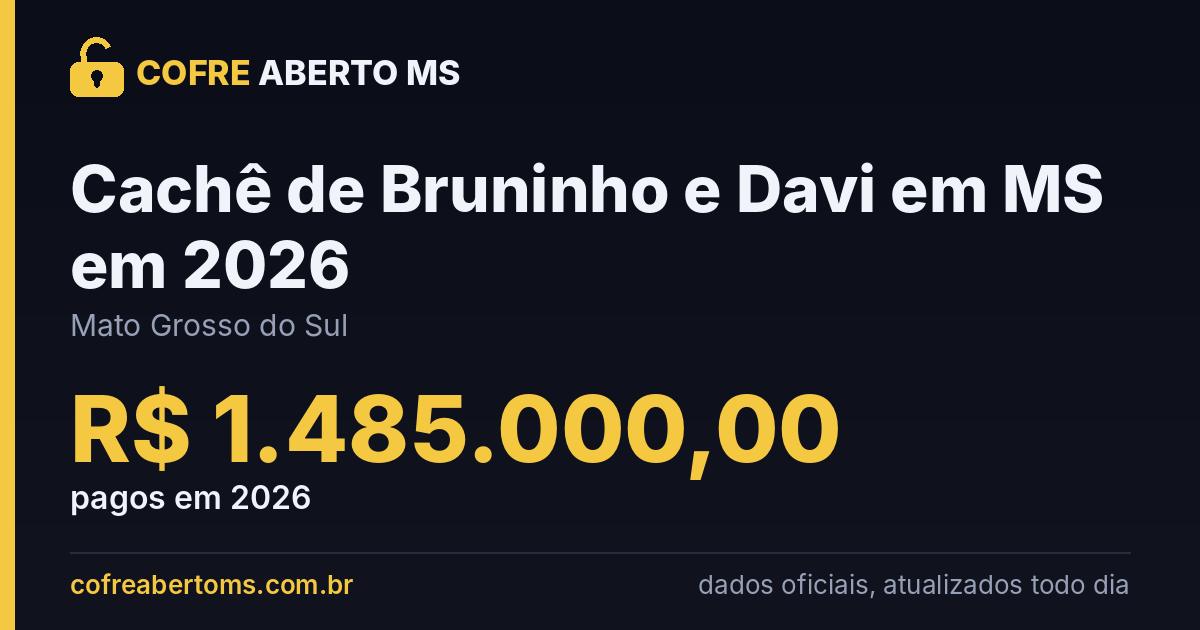 COFRE ABERTO MS
Cachê de Bruninho e Davi em MS
em 2026
Mato Grosso do Sul
R$ 1.485.000,00
pagos em 2026
cofreabertoms.com.br
dados oficiais, atualizados todo dia